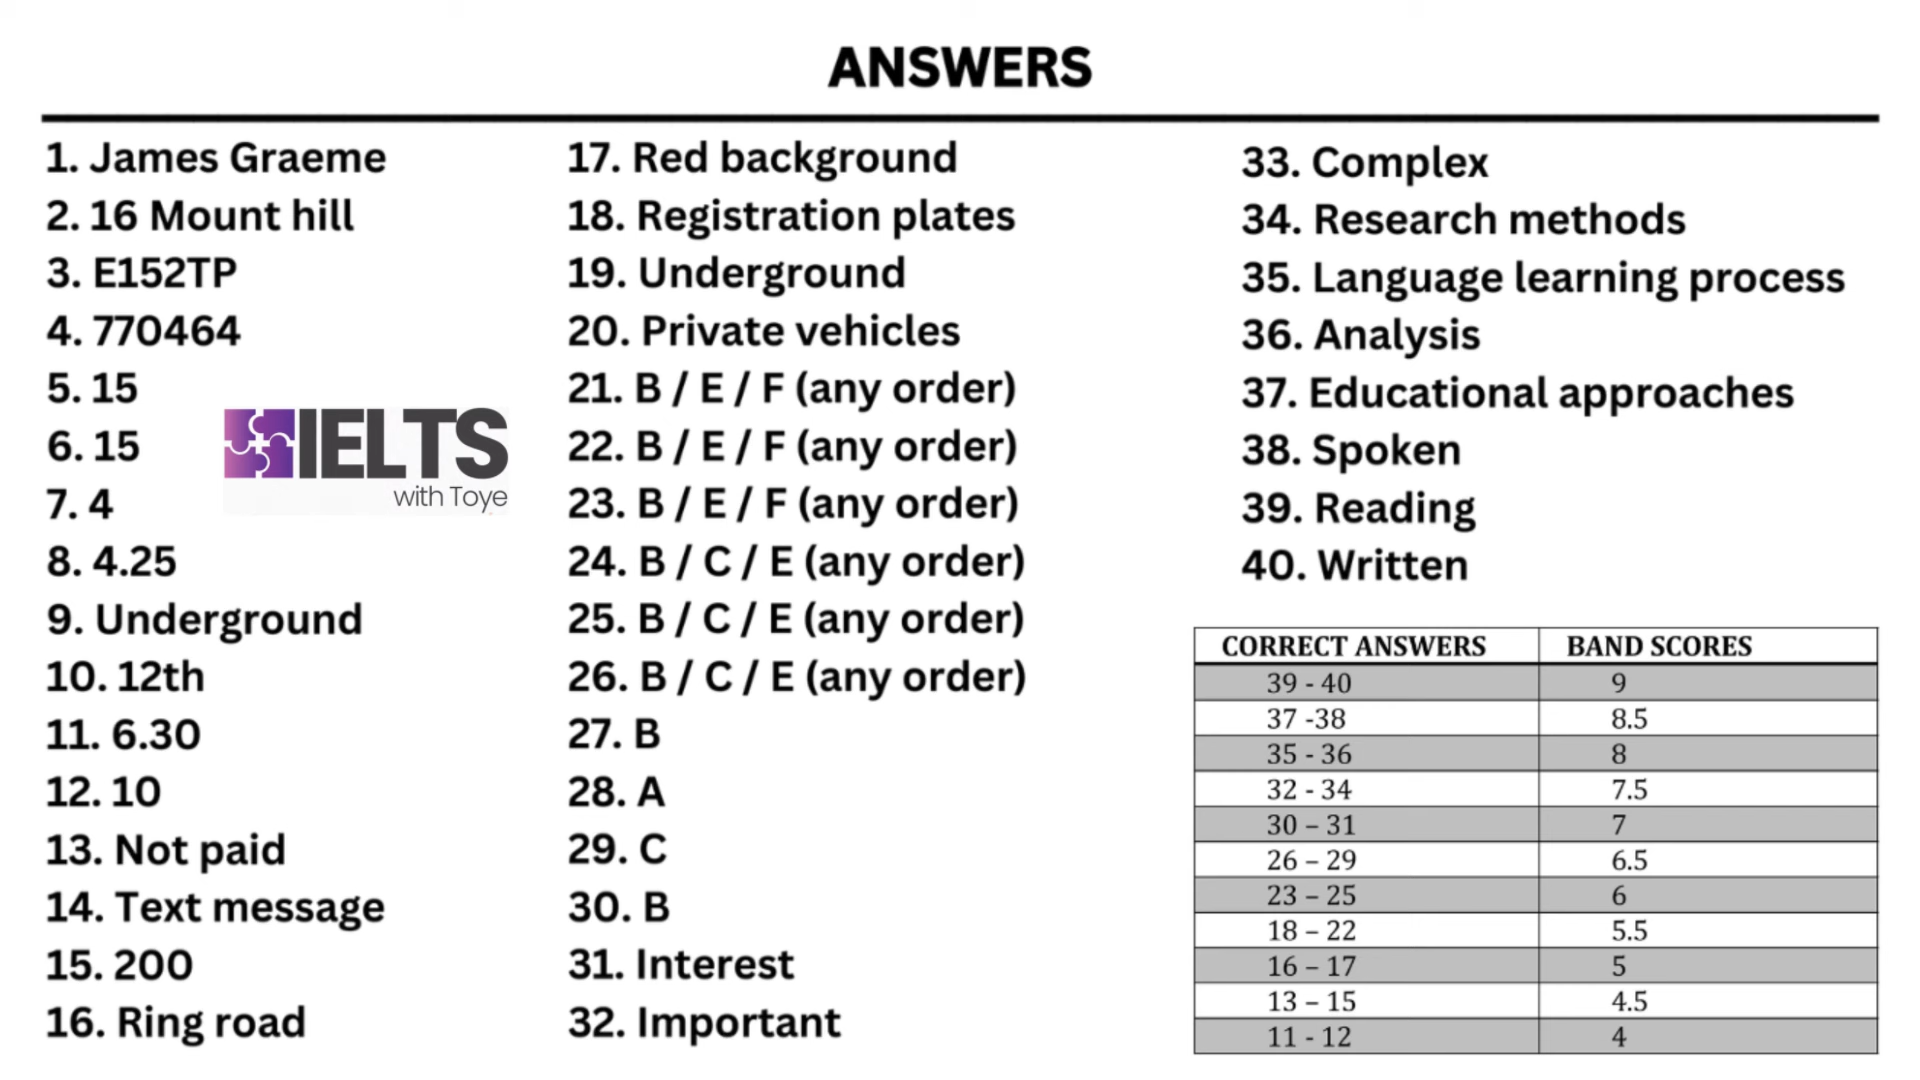 ANSWERS
1. James Graeme
2. 16 Mount hill
3. E152TP
4. 770464
5. 15
6. 15
7. 4
8. 4.25
9. Underground
10. 12th
11. 6.30
12. 10
13. Not paid
14. Text message
15. 200
16. Ring road
IELTS
with Toye
17. Red background
18. Registration plates
19. Underground
20. Private vehicles
21. B / E / F (any order)
22. B / E / F (any order)
23. B / E / F (any order)
24. B / C / E (any order)
25. B / C / E (any order)
26. B / C / E (any order)
27. B
28. A
29. C
30. B
31. Interest
32. Important
33. Complex
34. Research methods
35. Language learning process
36. Analysis
37. Educational approaches
38. Spoken
39. Reading
40. Written
CORRECT ANSWERS BAND SCORES
39 - 40 9
37 -38 8.5
35 - 36 8
32 - 34 7.5
30 – 31 7
26 – 29 6.5
23 – 25 6
18 – 22 5.5
16 – 17 5
13 – 15 4.5
11 - 12 4